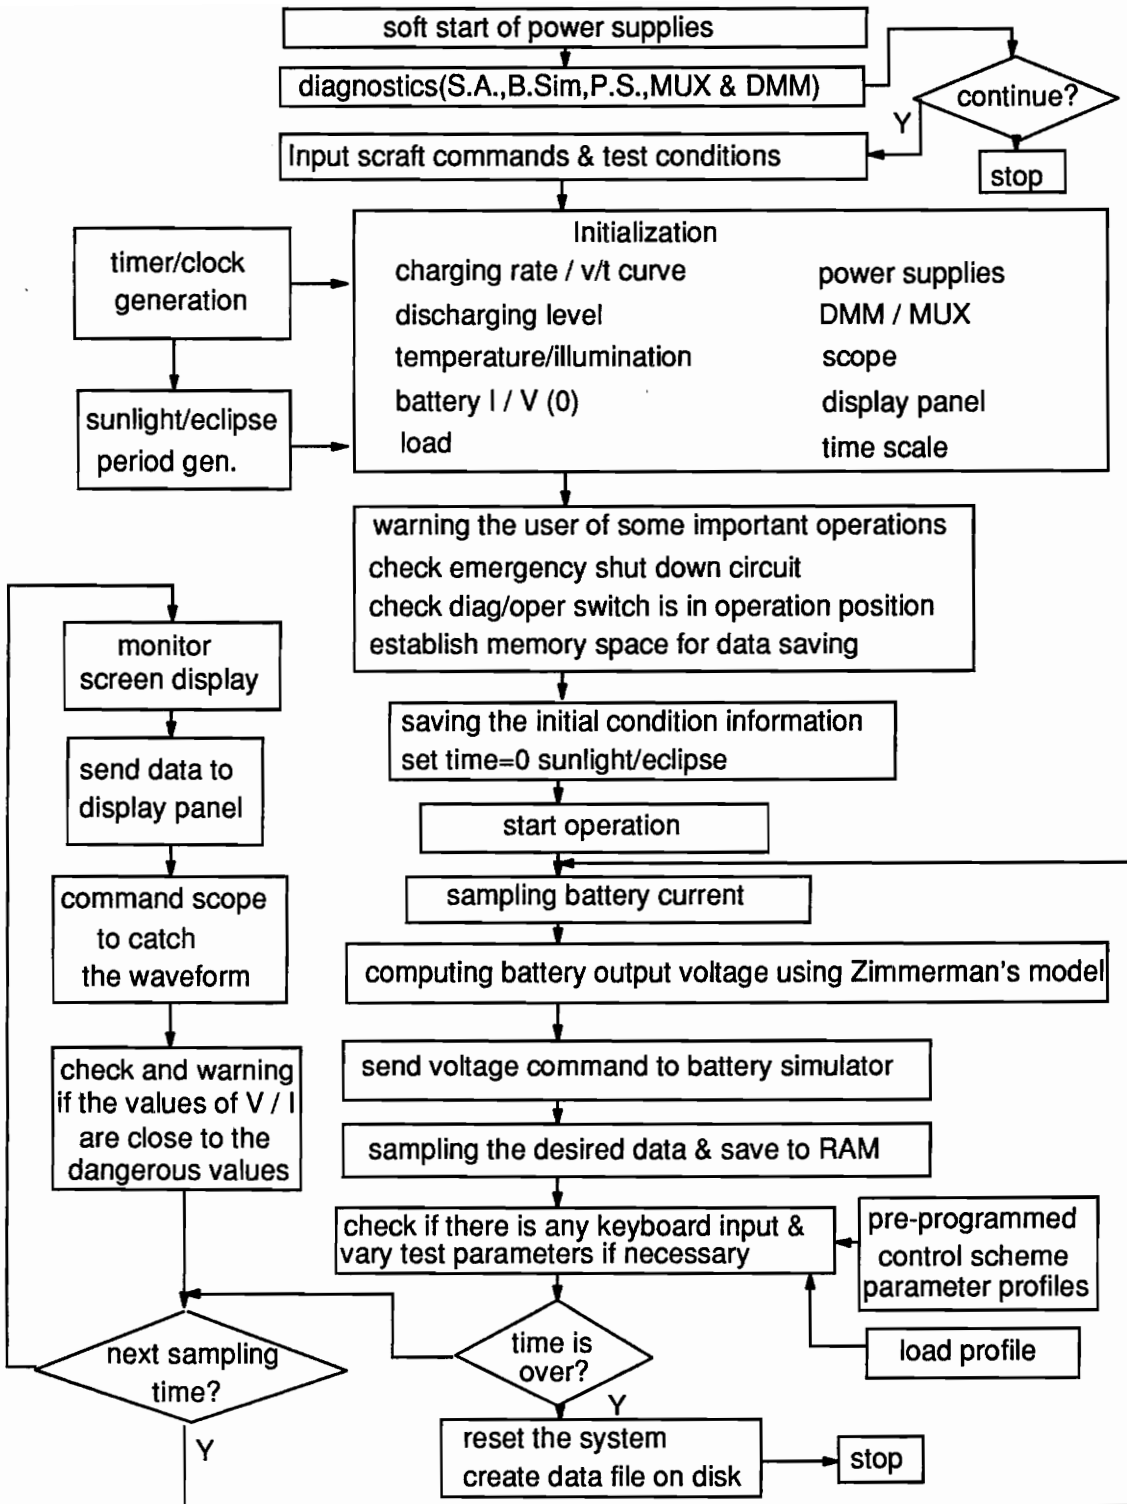 soft start of power supplies
diagnostics(S.A.,B.Sim,P.S.,MUX & DMM)
continue?
Y
Input scraft commands & test conditions
stop
timer/clock
generation
sunlight/eclipse
period gen.
Initialization
charging rate / v/t curve
discharging level
temperature/illumination
battery I / V (0)
load
power supplies
DMM / MUX
scope
display panel
time scale
warning the user of some important operations
check emergency shut down circuit
check diag/oper switch is in operation position
establish memory space for data saving
saving the initial condition information
set time=0 sunlight/eclipse
start operation
sampling battery current
computing battery output voltage using Zimmerman's model
send voltage command to battery simulator
sampling the desired data & save to RAM
check if there is any keyboard input &
vary test parameters if necessary
pre-programmed
control scheme
parameter profiles
load profile
time is
over?
Y
reset the system
create data file on disk
stop
monitor
screen display
send data to
display panel
command scope
to catch
the waveform
check and warning
if the values of V / I
are close to the
dangerous values
next sampling
time?
Y